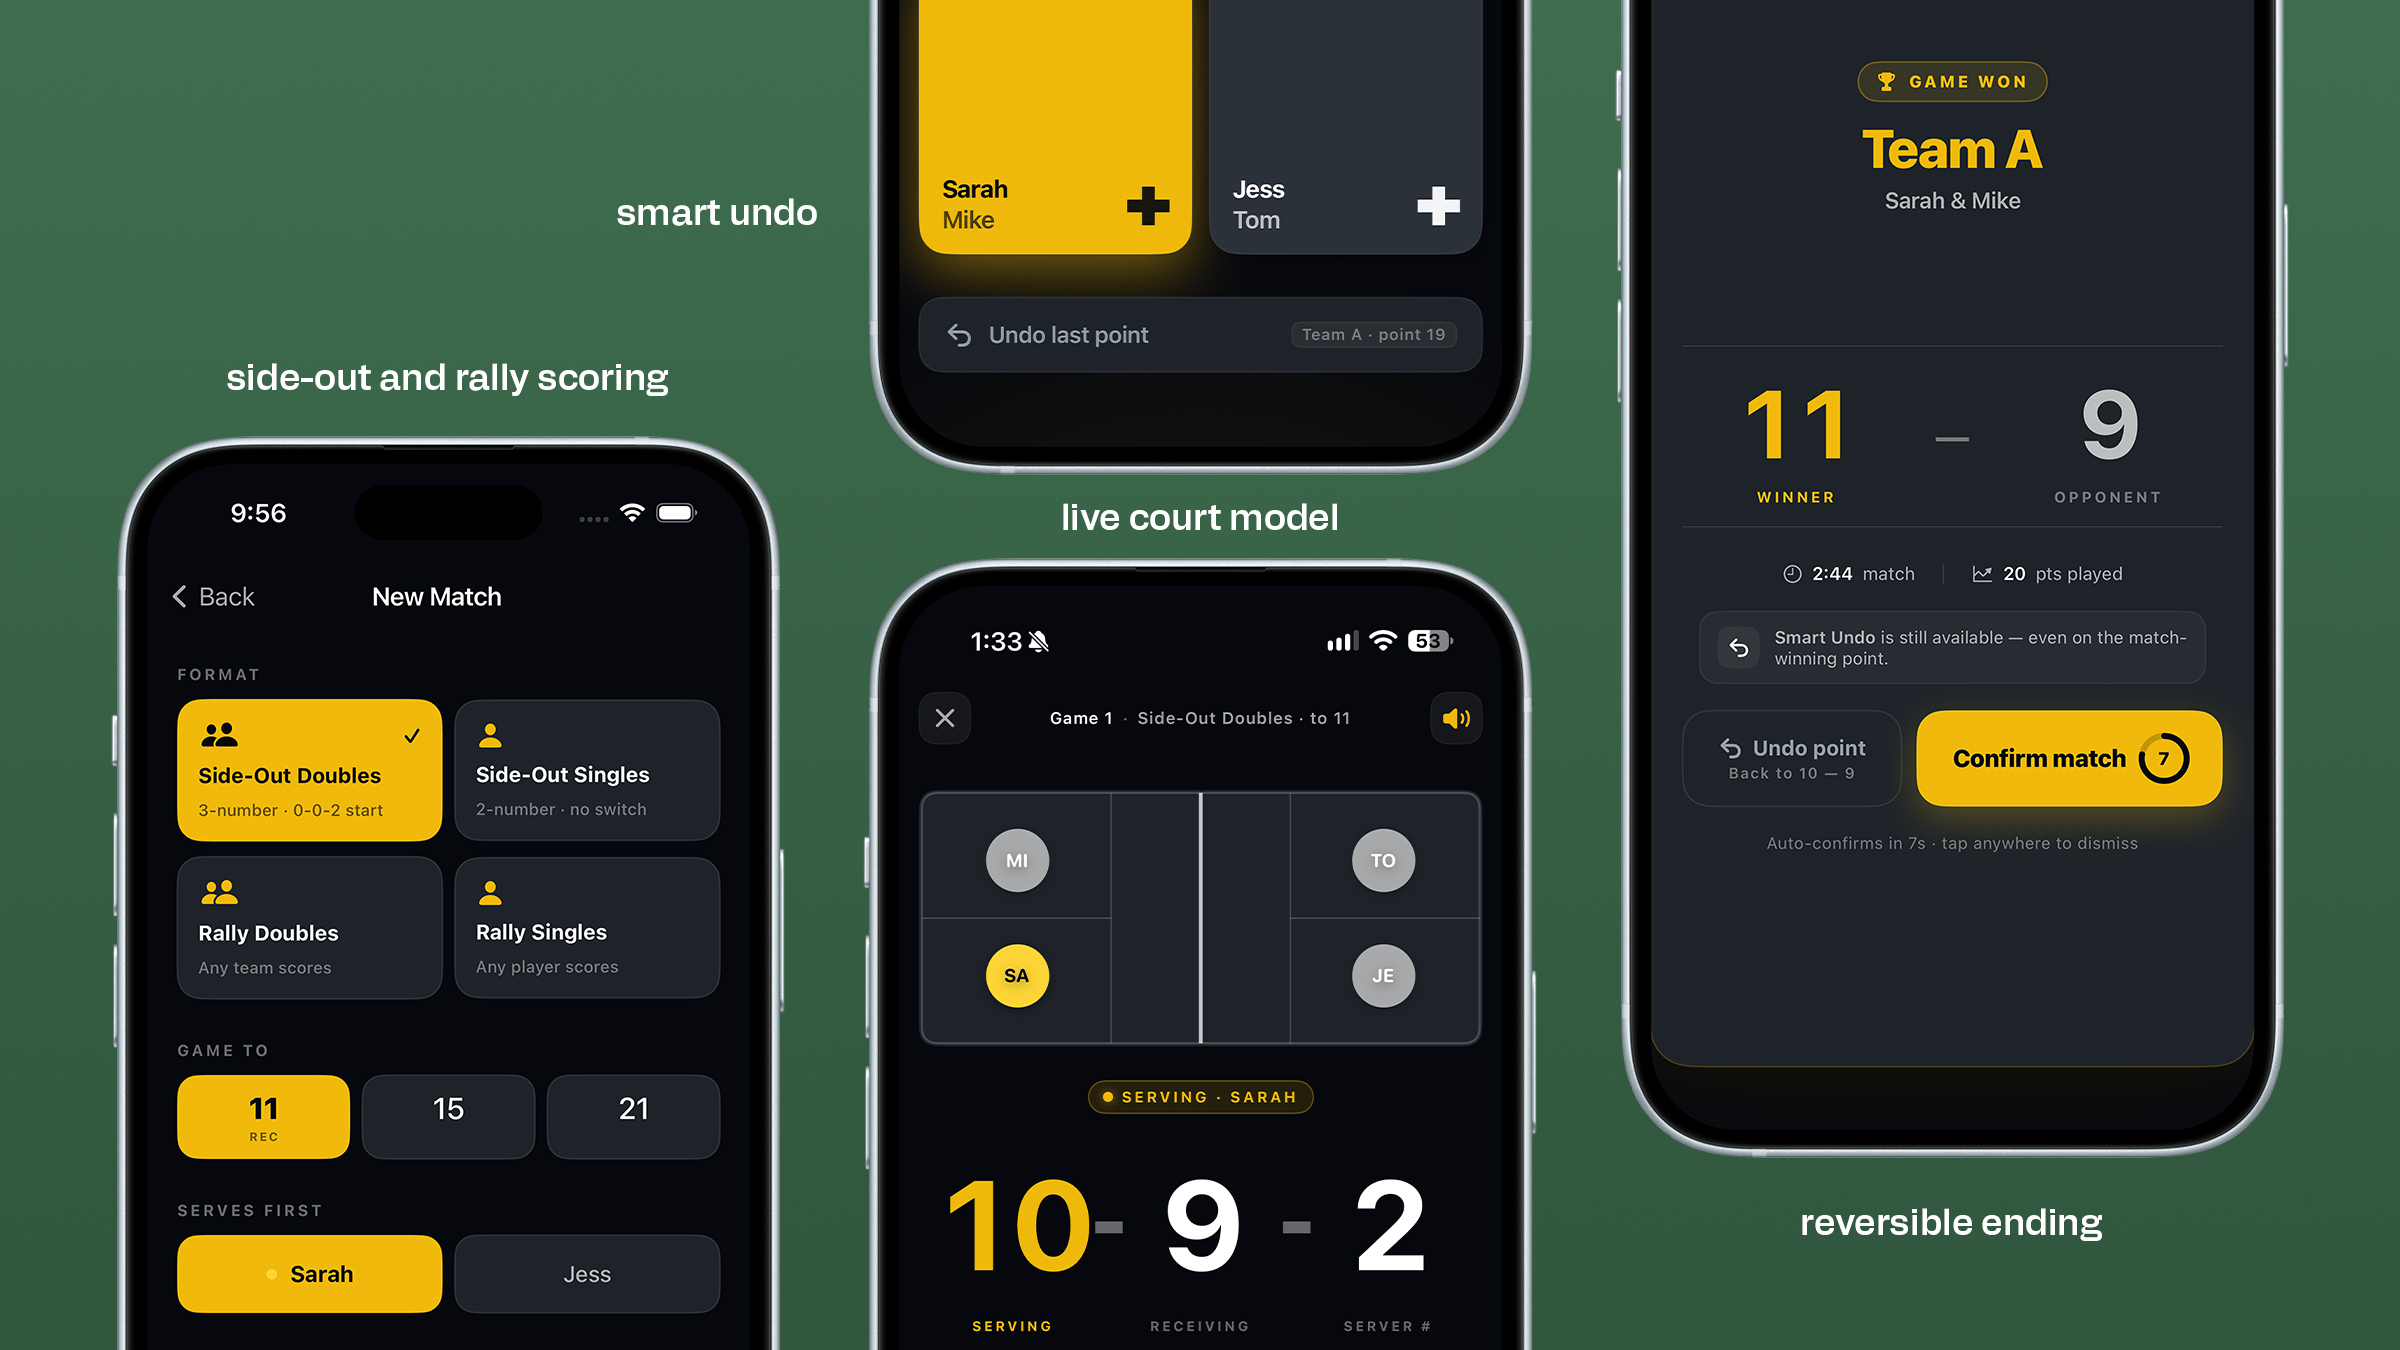 smart undo
side-out and rally scoring
9:56
Back
New Match
FORMAT
Side-Out Doubles
3-number · 0-0-2 start
Side-Out Singles
2-number · no switch
Rally Doubles
Any team scores
Rally Singles
Any player scores
GAME TO
11
REC
15
21
SERVES FIRST
Sarah
Jess
Sarah
Mike
Jess
Tom
Undo last point
Team A · point 19
live court model
1:33
53
Game 1 · Side-Out Doubles · to 11
MI
TO
SA
JE
SERVING · SARAH
10 - 9 - 2
SERVING
RECEIVING
SERVER #
GAME WON
Team A
Sarah & Mike
11 – 9
WINNER
OPPONENT
2:44 match
20 pts played
Smart Undo is still available — even on the match-
winning point.
Undo point
Back to 10 — 9
Confirm match
7
Auto-confirms in 7s · tap anywhere to dismiss
reversible ending